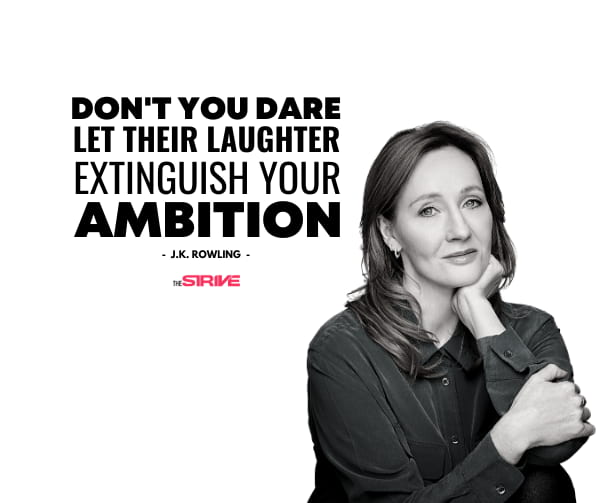 DON'T YOU DARE
LET THEIR LAUGHTER
EXTINGUISH YOUR
AMBITION
- J.K. ROWLING -
THE STRIVE